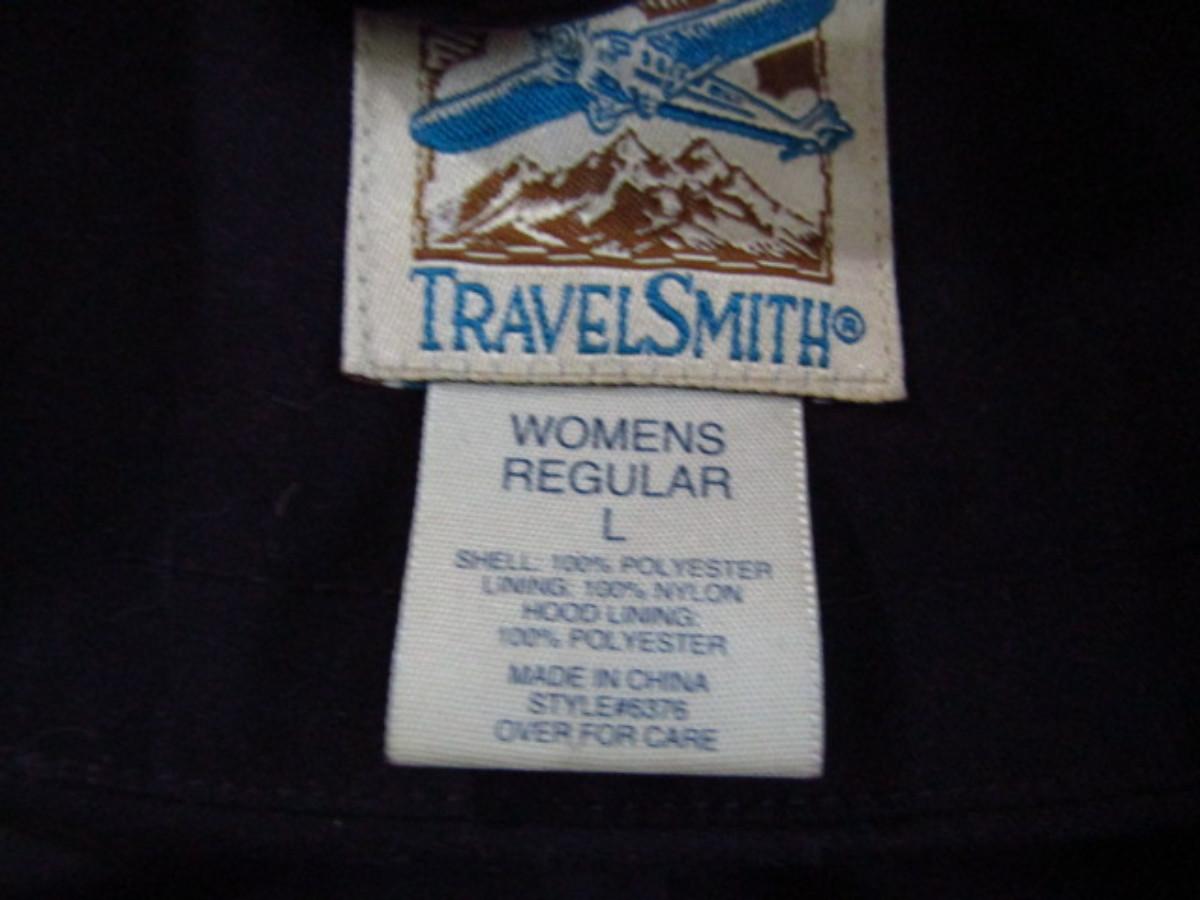 TRAVELSMITH®
WOMENS
REGULAR
L
SHELL: 100% POLYESTER
LINING: 100% NYLON
HOOD LINING:
100% POLYESTER
MADE IN CHINA
STYLE#6376
OVER FOR CARE